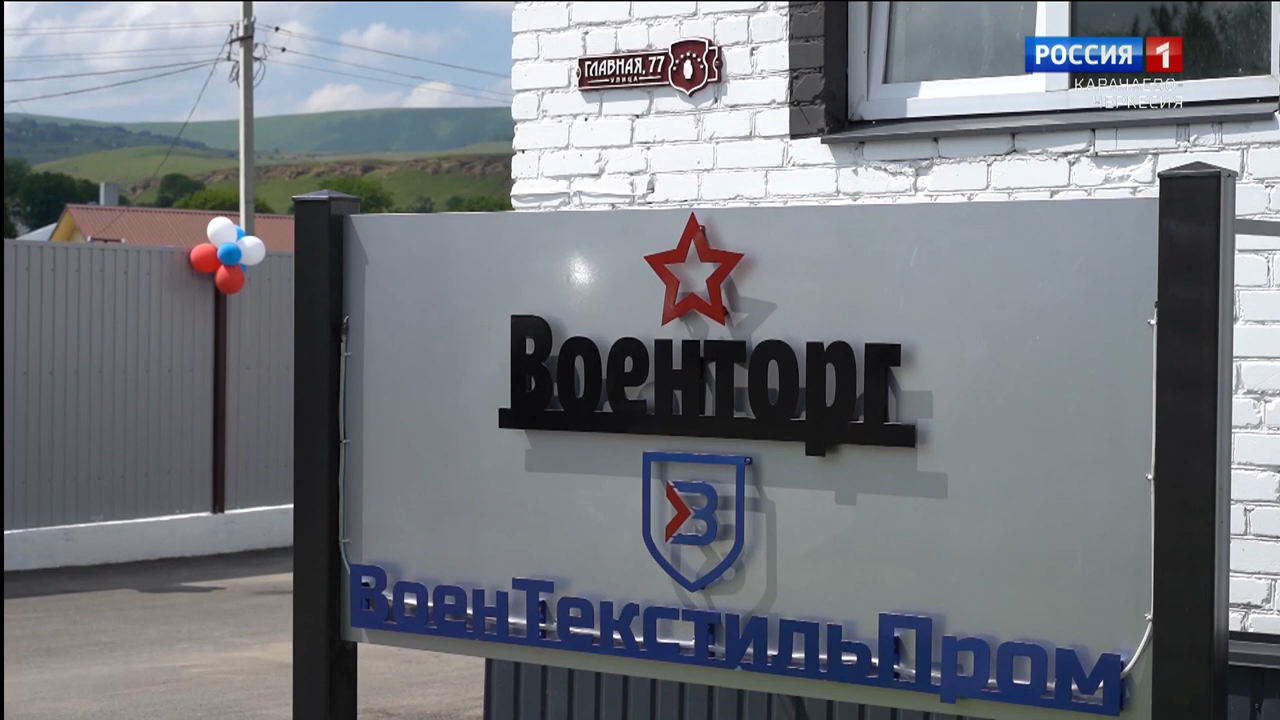 ГЛАВНАЯ, 77
УЛИЦА
РОССИЯ 1
КАРАЧАЕВО-
ЧЕРКЕСИЯ
Военторг
В
ВоенТекстильПром